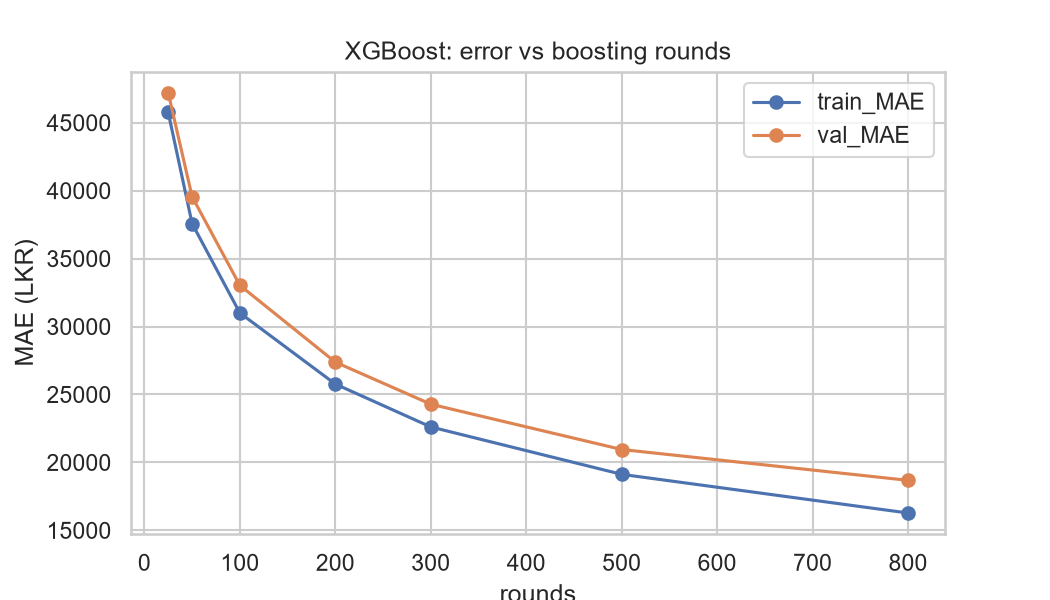 XGBoost: error vs boosting rounds
train_MAE
val_MAE
MAE (LKR)
45000
40000
35000
30000
25000
20000
15000
0 100 200 300 400 500 600 700 800
rounds